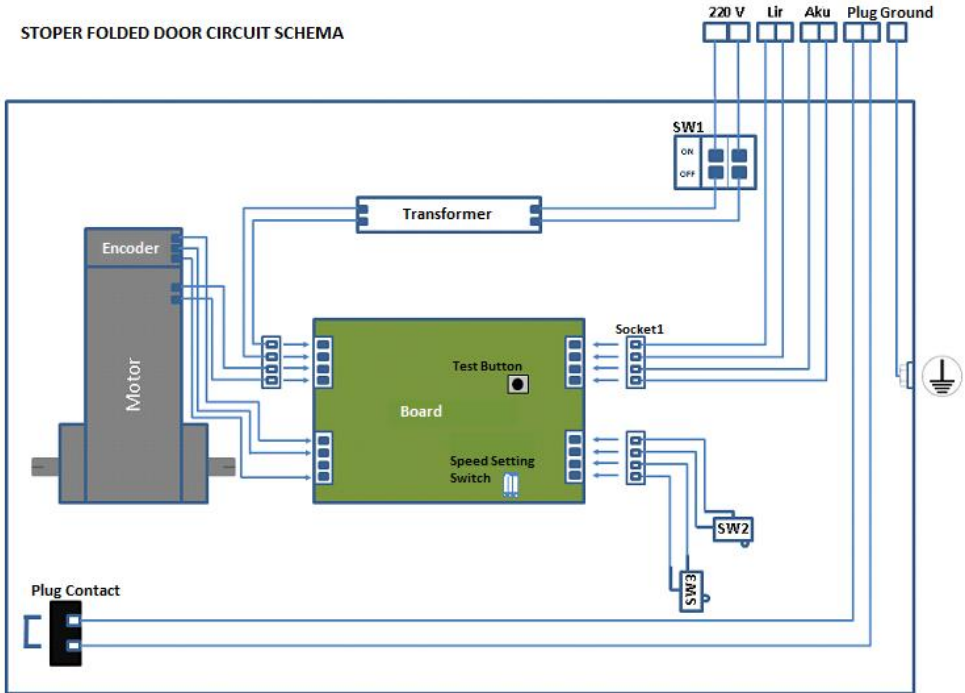 STOPER FOLDED DOOR CIRCUIT SCHEMA
220 V Lir Aku Plug Ground
SW1
ON
OFF
Transformer
Encoder
Motor
Socket1
Test Button
Board
Speed Setting
Switch
SW2
SW3
Plug Contact